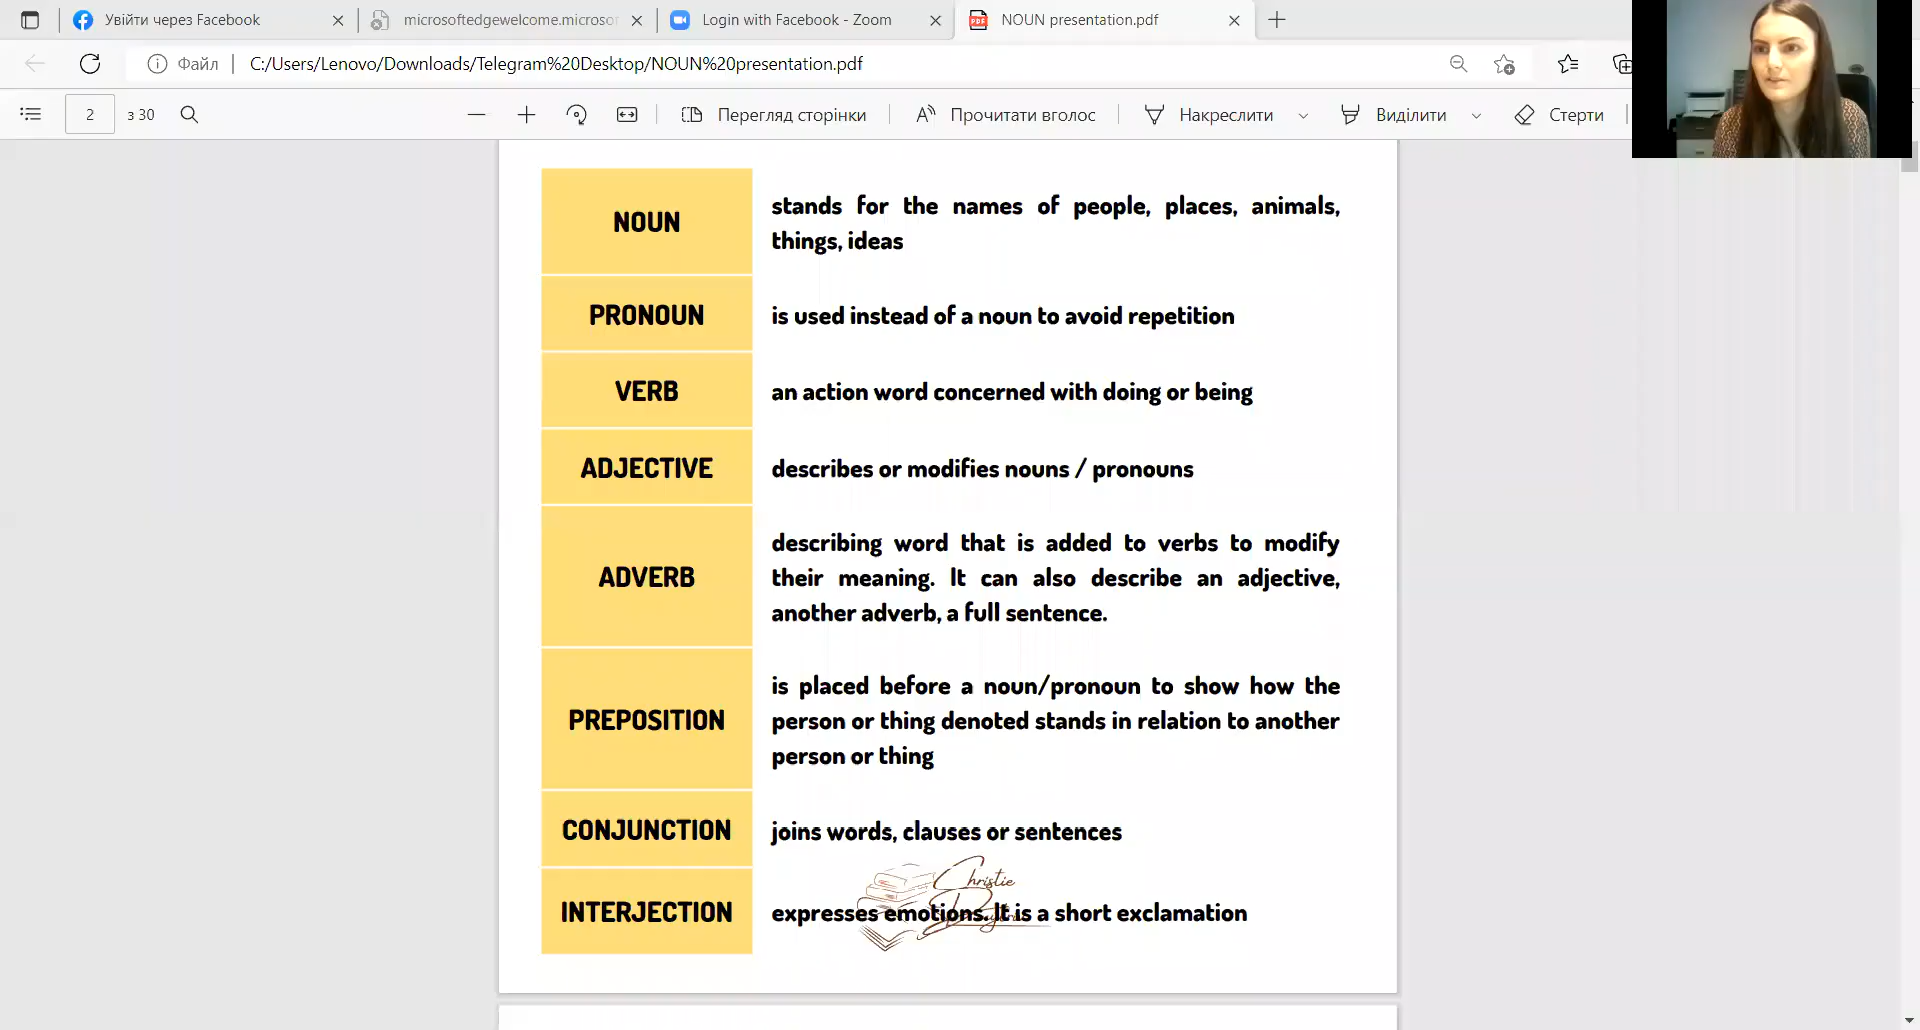 Увійти через Facebook
microsoftedgewelcome.microso
Login with Facebook - Zoom
NOUN presentation.pdf
Файл
C:/Users/Lenovo/Downloads/Telegram%20Desktop/NOUN%20presentation.pdf
2
з 30
Перегляд сторінки
Прочитати вголос
Накреслити
Виділити
Стерти
NOUN
stands for the names of people, places, animals,
things, ideas
PRONOUN
is used instead of a noun to avoid repetition
VERB
an action word concerned with doing or being
ADJECTIVE
describes or modifies nouns / pronouns
ADVERB
describing word that is added to verbs to modify
their meaning. It can also describe an adjective,
another adverb, a full sentence.
PREPOSITION
is placed before a noun/pronoun to show how the
person or thing denoted stands in relation to another
person or thing
CONJUNCTION
joins words, clauses or sentences
Christie
INTERJECTION
expresses emotions. It is a short exclamation